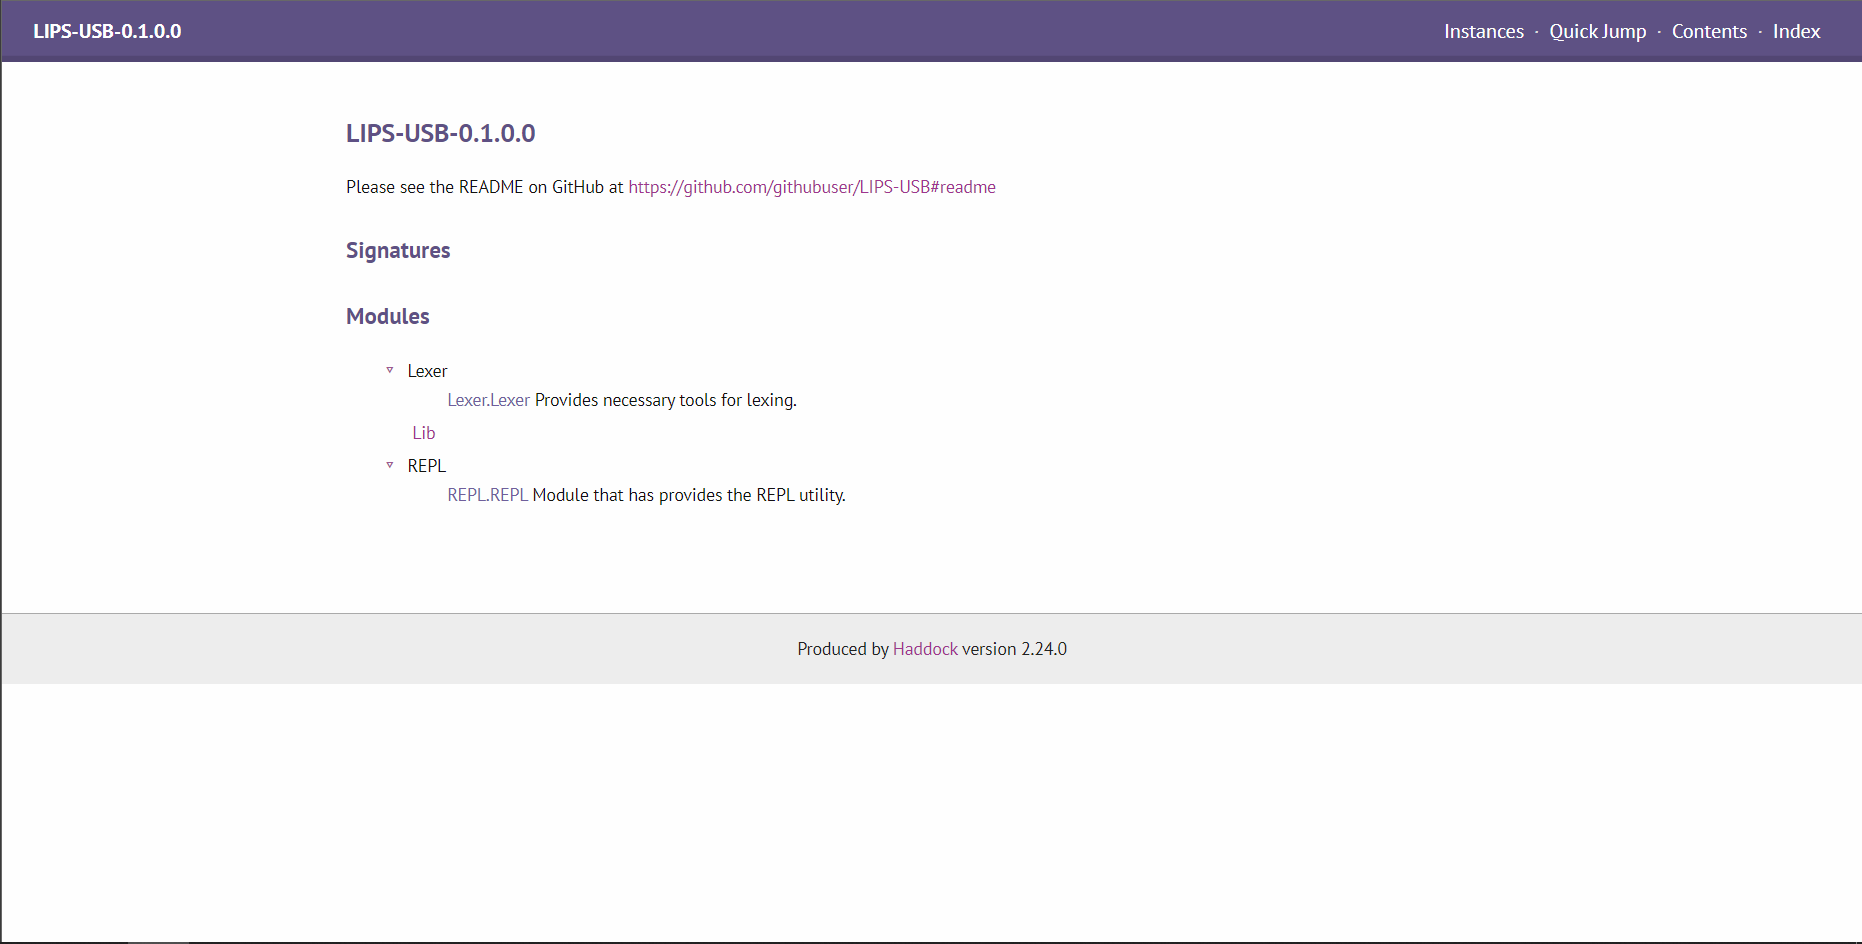 LIPS-USB-0.1.0.0
Instances · Quick Jump · Contents · Index
LIPS-USB-0.1.0.0
Please see the README on GitHub at https://github.com/githubuser/LIPS-USB#readme
Signatures
Modules
Lexer
Lexer.Lexer Provides necessary tools for lexing.
Lib
REPL
REPL.REPL Module that has provides the REPL utility.
Produced by Haddock version 2.24.0